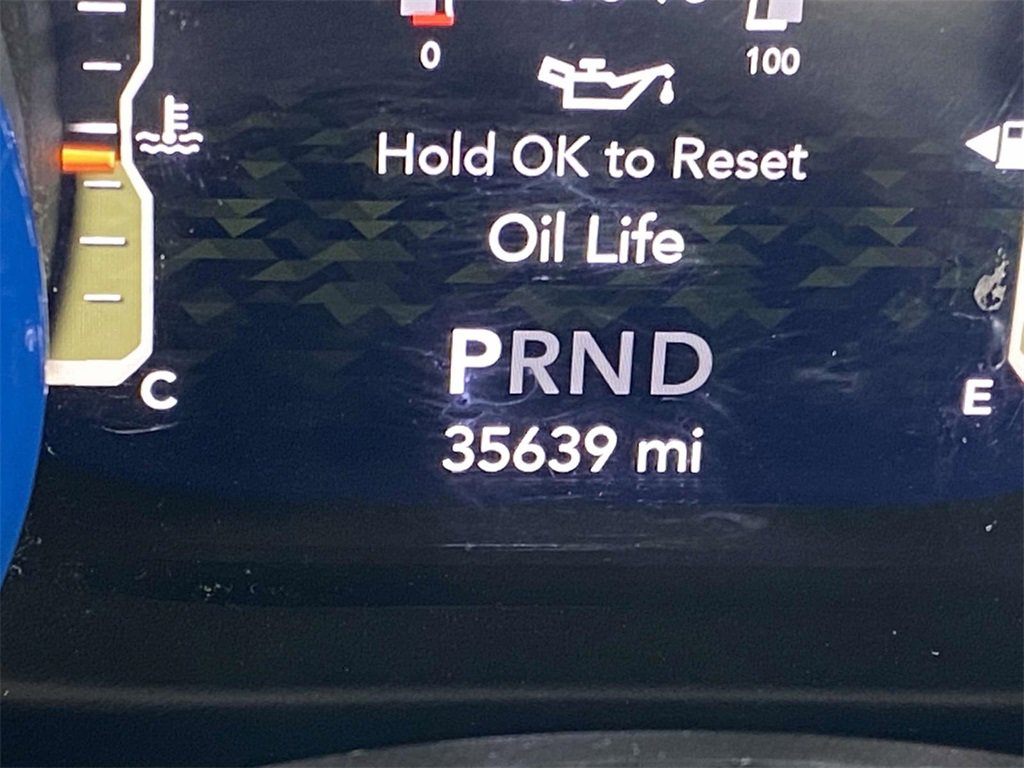 0 100
Hold OK to Reset
Oil Life
PRND
C E
35639 mi